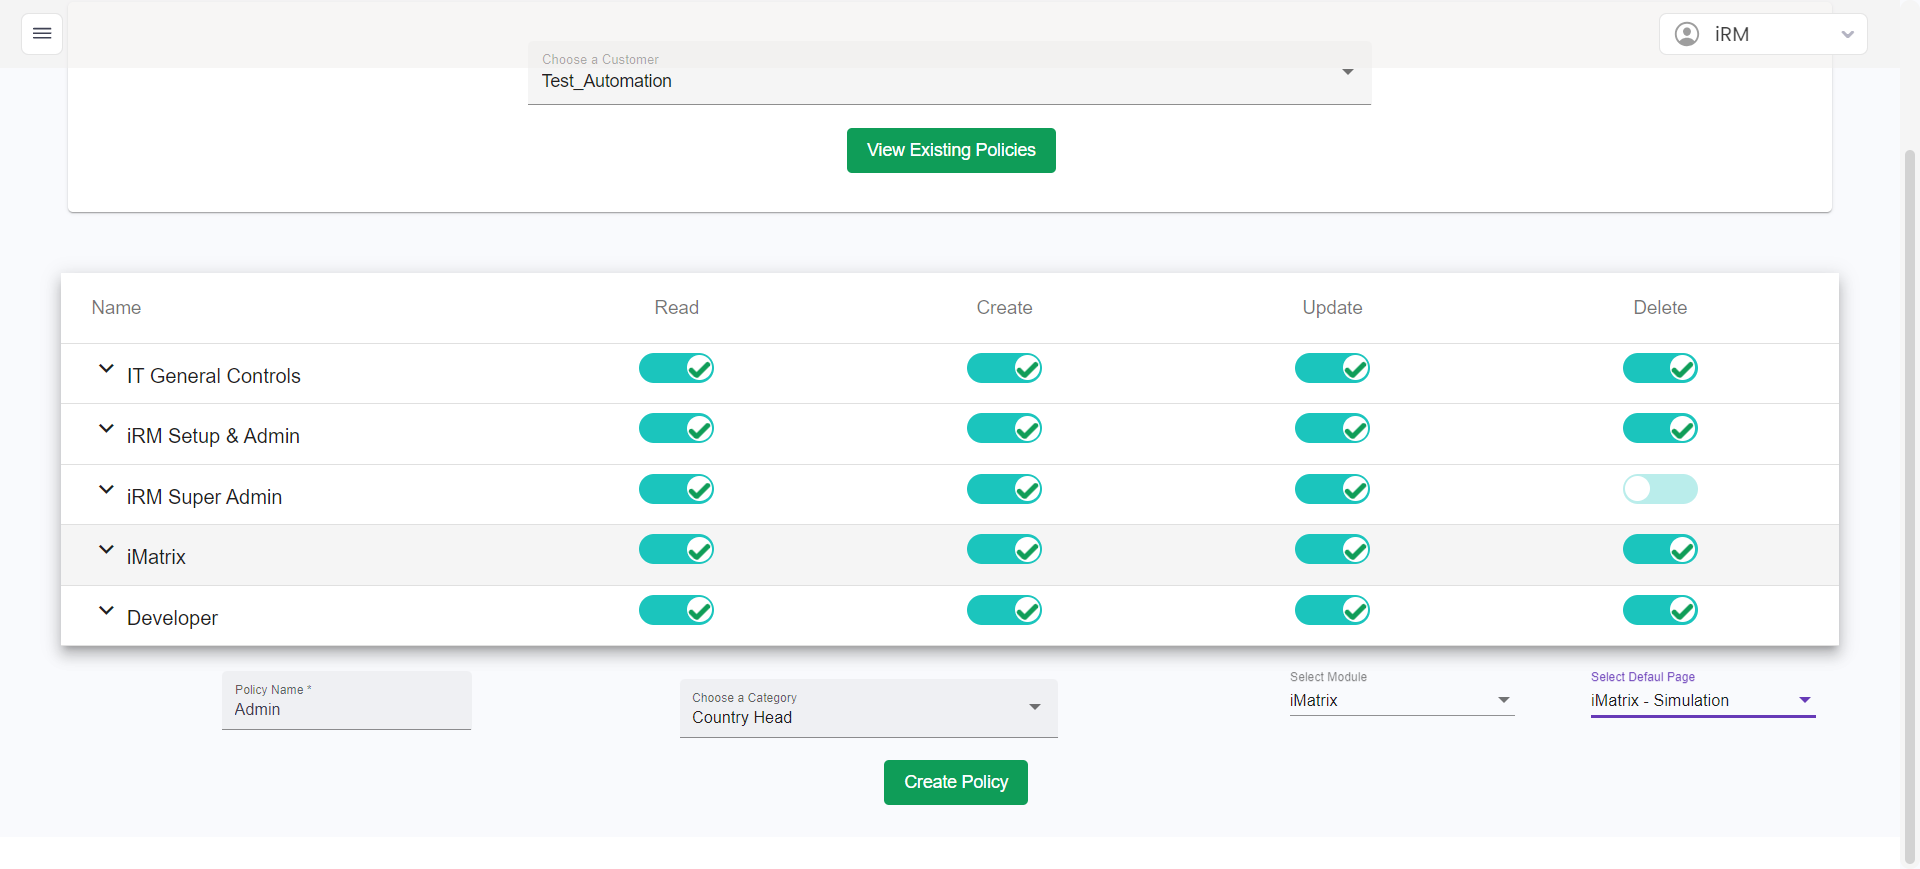 iRM
Choose a Customer
Test_Automation
View Existing Policies
Name Read Create Update Delete
IT General Controls
iRM Setup & Admin
iRM Super Admin
iMatrix
Developer
Policy Name *
Admin
Choose a Category
Country Head
Select Module
iMatrix
Select Defaul Page
iMatrix - Simulation
Create Policy